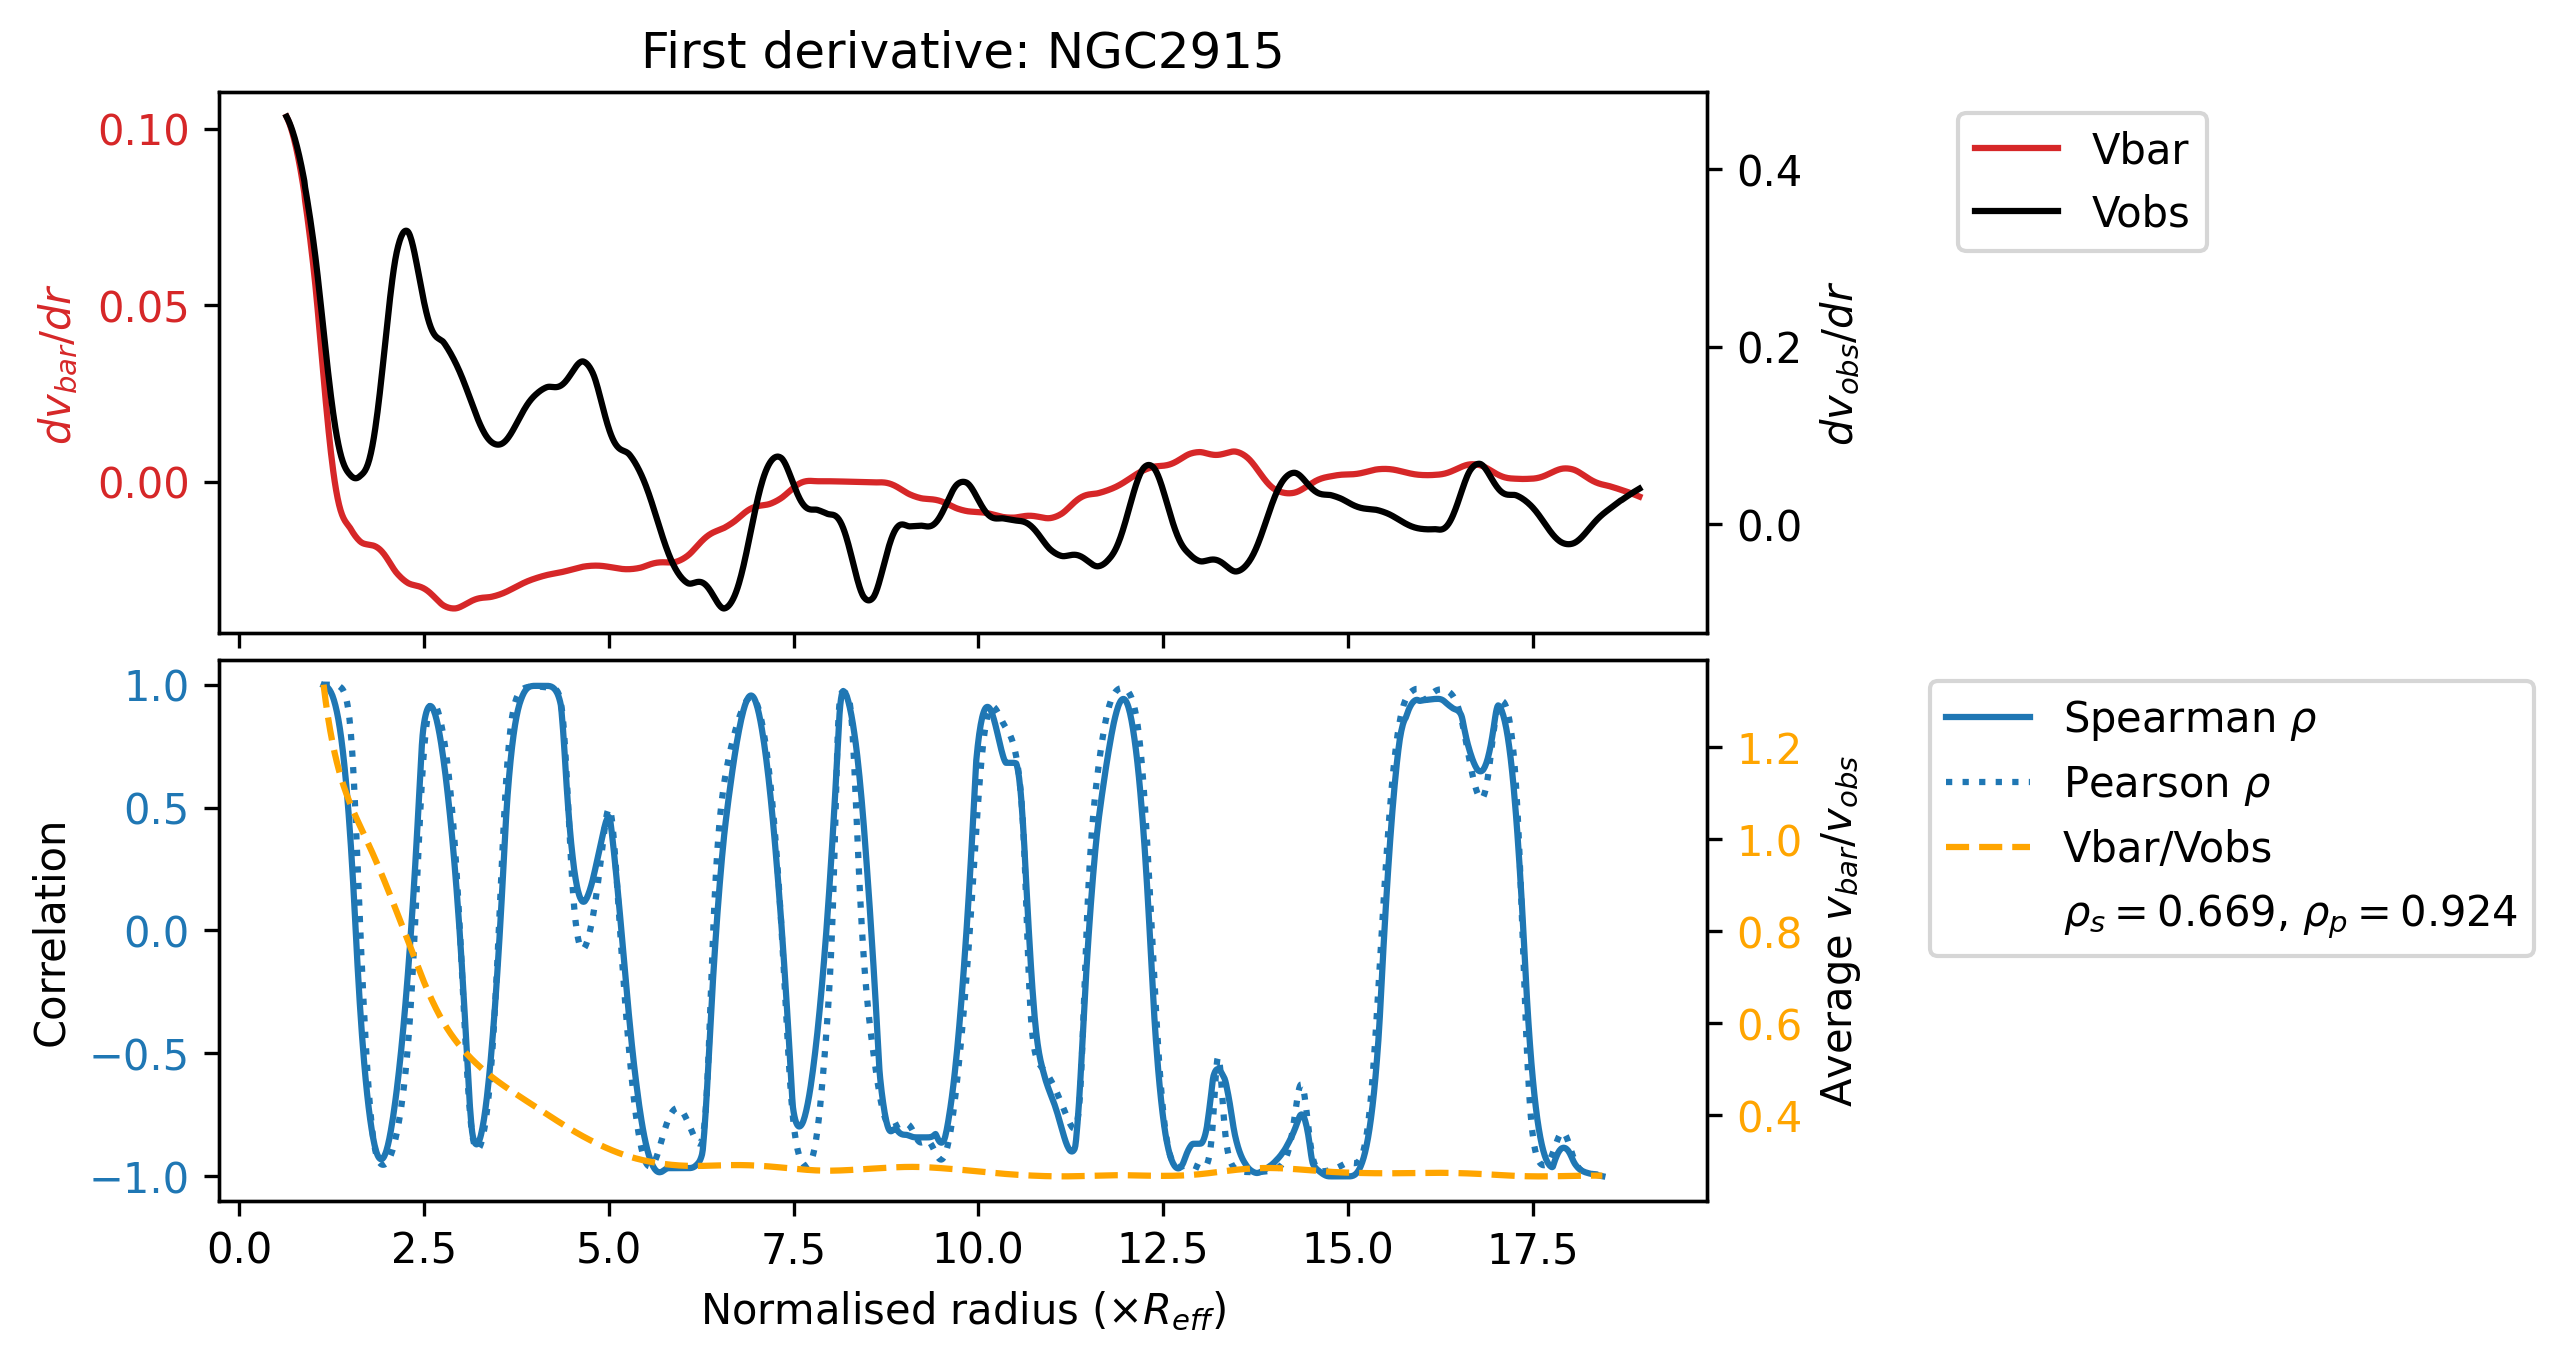 First derivative: NGC2915
0.10
0.05
0.00
dv_bar/dr
0.4
0.2
0.0
dv_obs/dr
Vbar
Vobs
1.0
0.5
0.0
−0.5
−1.0
Correlation
1.2
1.0
0.8
0.6
0.4
Average v_bar/v_obs
Spearman ρ
Pearson ρ
Vbar/Vobs
ρ_s = 0.669, ρ_p = 0.924
0.0 2.5 5.0 7.5 10.0 12.5 15.0 17.5
Normalised radius (×R_eff)